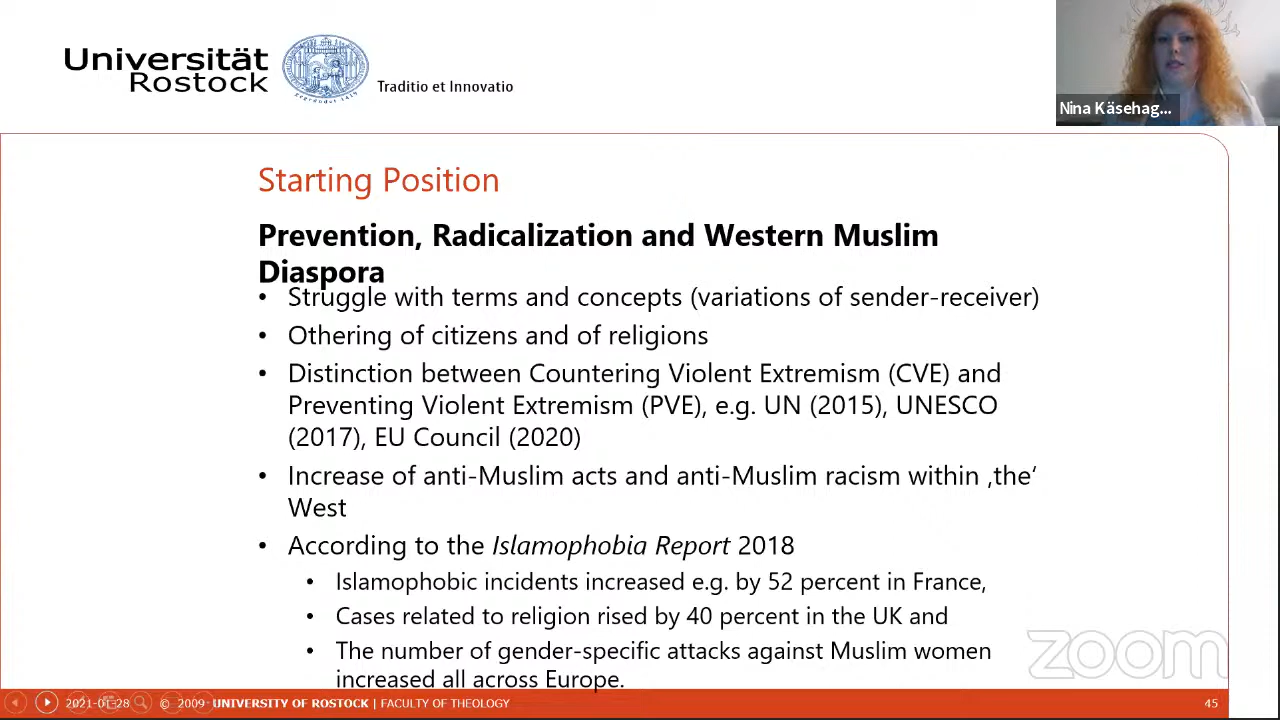 Universität
Rostock
Traditio et Innovatio
Nina Käsehag...
Starting Position
Prevention, Radicalization and Western Muslim
Diaspora
• Struggle with terms and concepts (variations of sender-receiver)
• Othering of citizens and of religions
• Distinction between Countering Violent Extremism (CVE) and
Preventing Violent Extremism (PVE), e.g. UN (2015), UNESCO
(2017), EU Council (2020)
• Increase of anti-Muslim acts and anti-Muslim racism within ‚the‘
West
• According to the Islamophobia Report 2018
• Islamophobic incidents increased e.g. by 52 percent in France,
• Cases related to religion rised by 40 percent in the UK and
• The number of gender-specific attacks against Muslim women
increased all across Europe.
zoom
2021-01-28 © 2009 UNIVERSITY OF ROSTOCK | FACULTY OF THEOLOGY 45